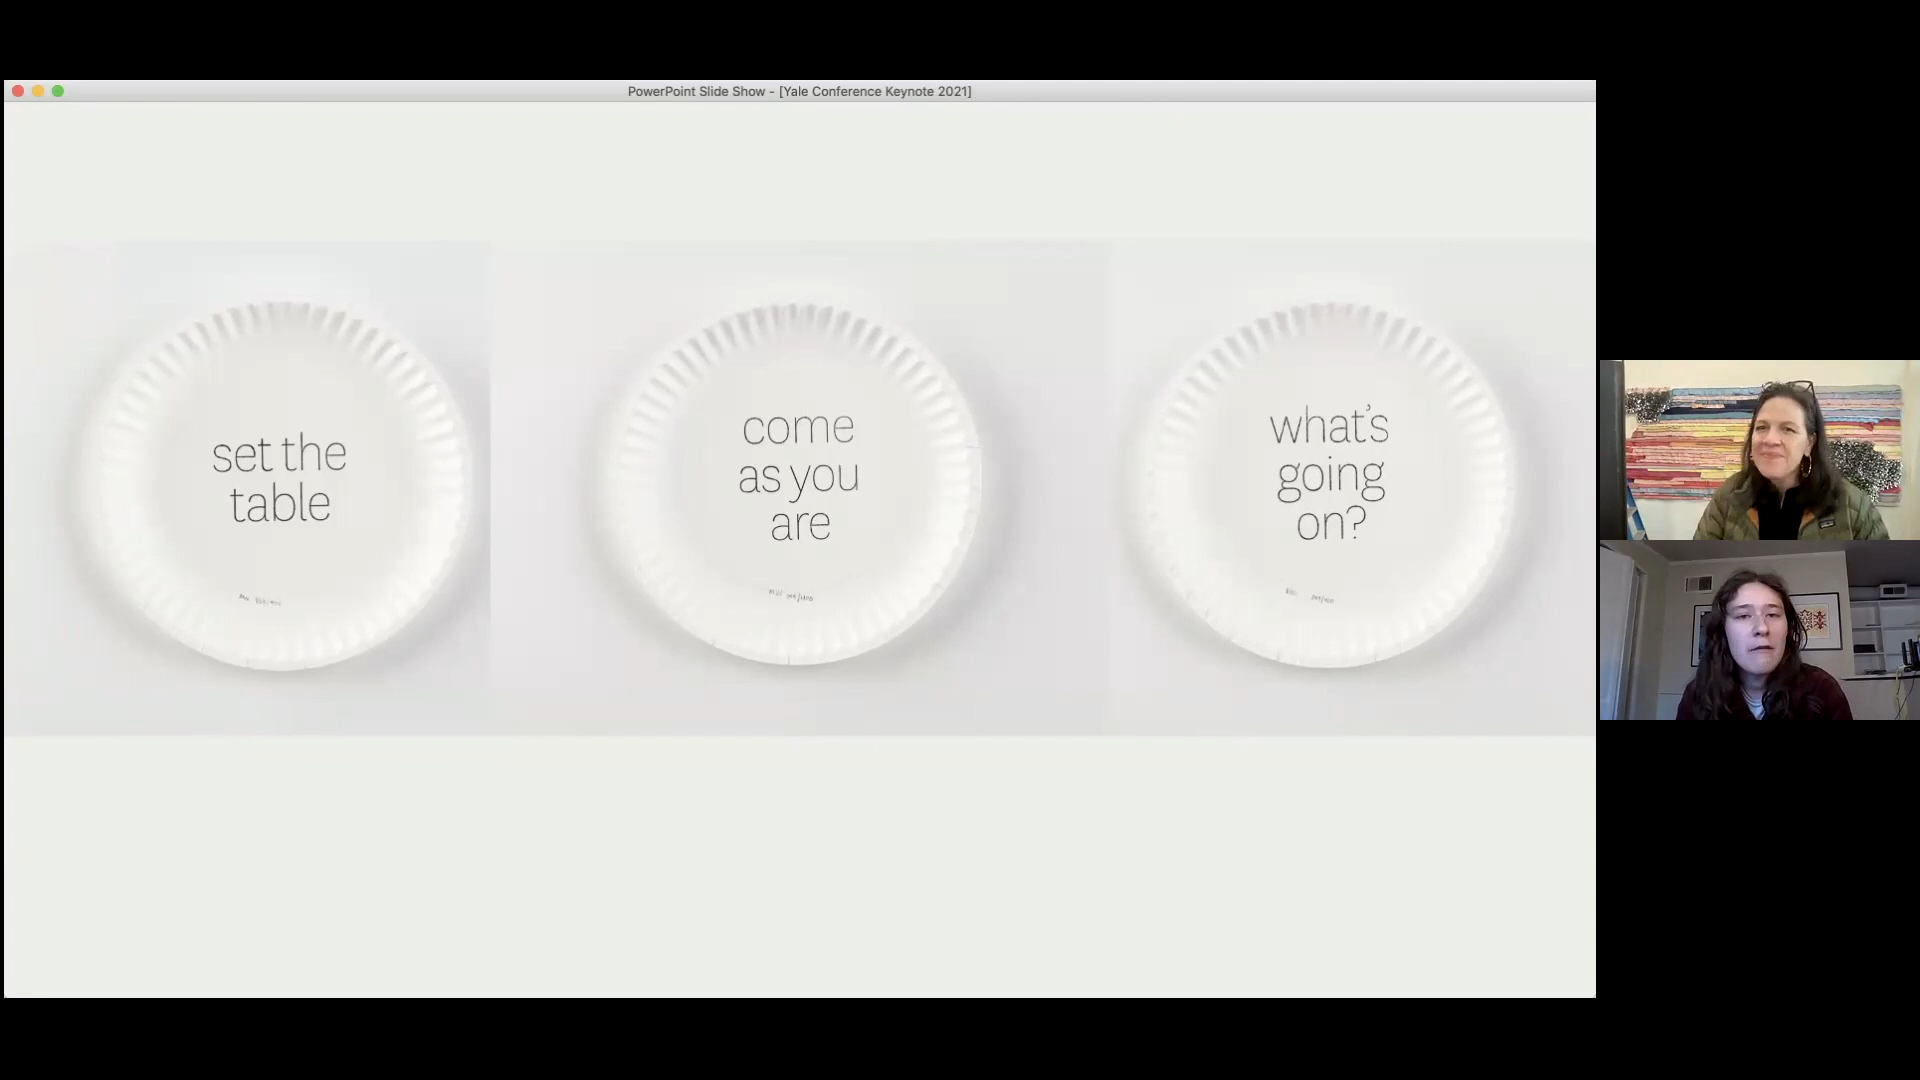 PowerPoint Slide Show - [Yale Conference Keynote 2021]
set the
table
come
as you
are
what's
going
on?